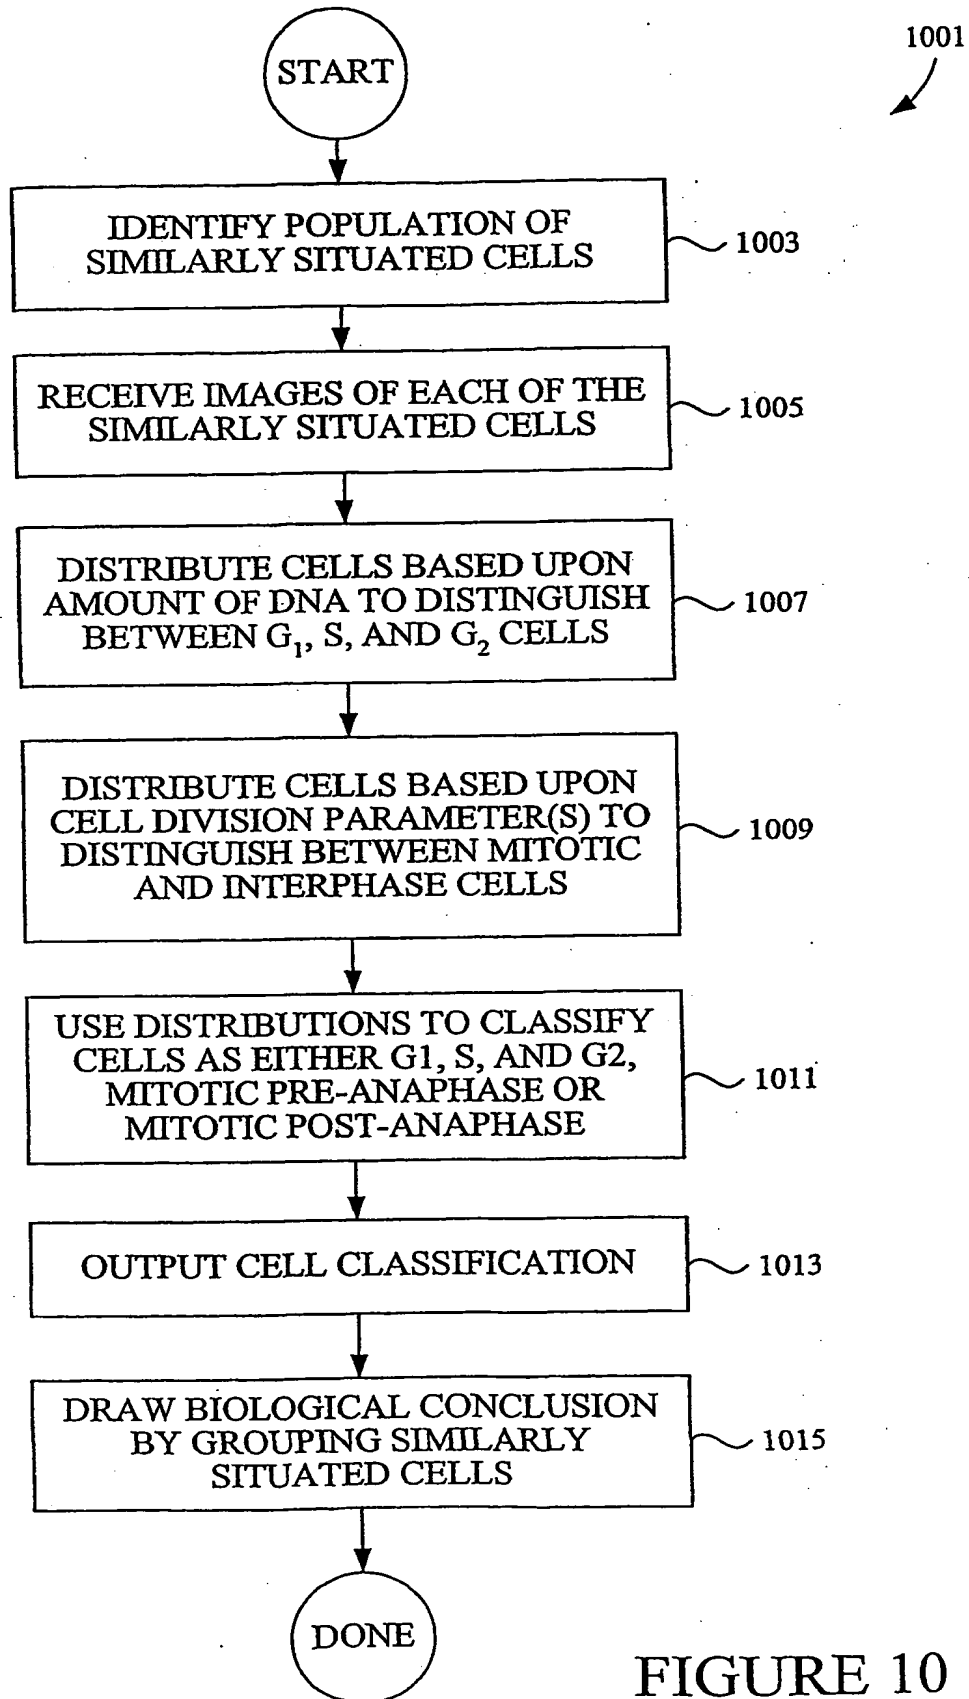 1001
START
IDENTIFY POPULATION OF
SIMILARLY SITUATED CELLS
1003
RECEIVE IMAGES OF EACH OF THE
SIMILARLY SITUATED CELLS
1005
DISTRIBUTE CELLS BASED UPON
AMOUNT OF DNA TO DISTINGUISH
BETWEEN G₁, S, AND G₂ CELLS
1007
DISTRIBUTE CELLS BASED UPON
CELL DIVISION PARAMETER(S) TO
DISTINGUISH BETWEEN MITOTIC
AND INTERPHASE CELLS
1009
USE DISTRIBUTIONS TO CLASSIFY
CELLS AS EITHER G1, S, AND G2,
MITOTIC PRE-ANAPHASE OR
MITOTIC POST-ANAPHASE
1011
OUTPUT CELL CLASSIFICATION
1013
DRAW BIOLOGICAL CONCLUSION
BY GROUPING SIMILARLY
SITUATED CELLS
1015
DONE
FIGURE 10